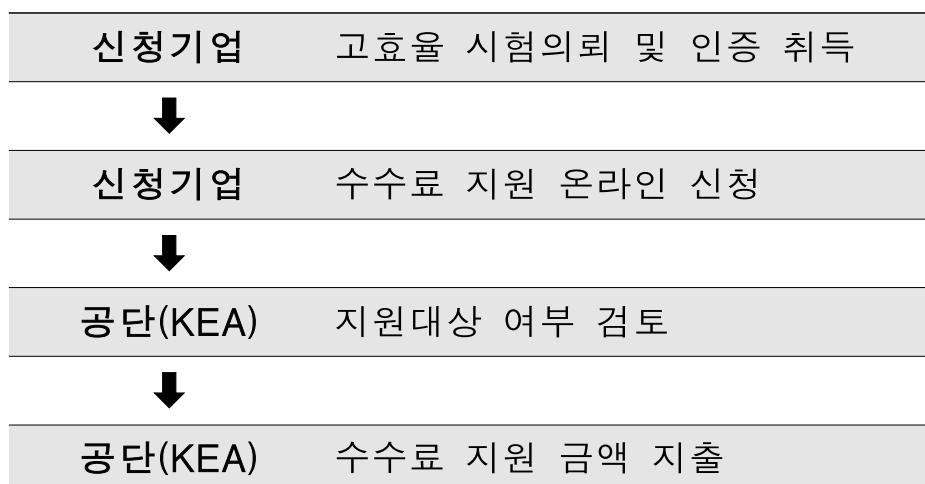 신청기업 고효율 시험의뢰 및 인증 취득
신청기업 수수료 지원 온라인 신청
공단(KEA) 지원대상 여부 검토
공단(KEA) 수수료 지원 금액 지출